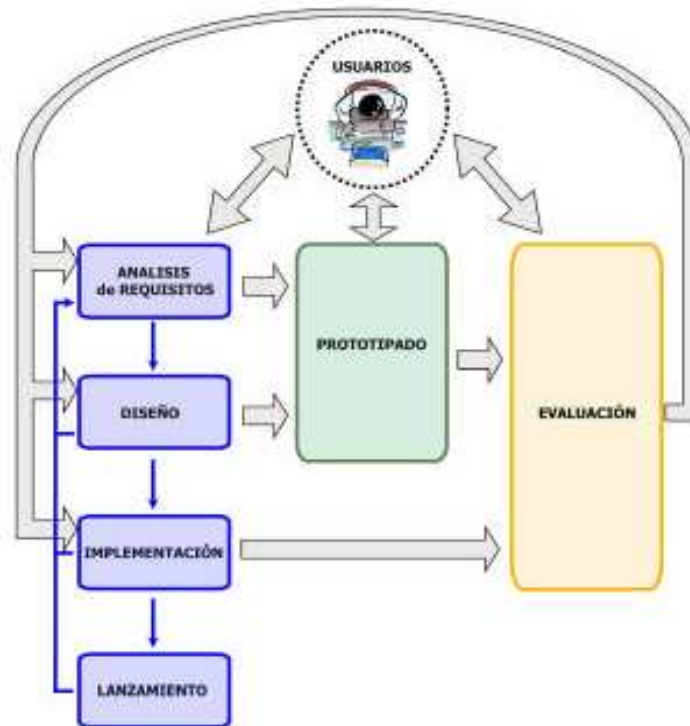 USUARIOS
ANALISIS
de REQUISITOS
PROTOTIPADO
DISEÑO
EVALUACIÓN
IMPLEMENTACIÓN
LANZAMIENTO